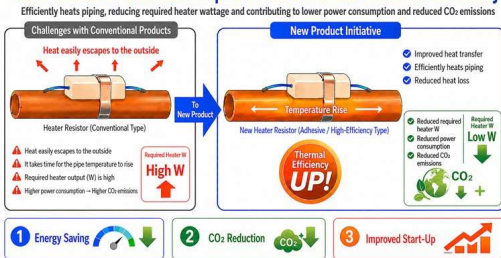 Efficiently heats piping, reducing required heater wattage and contributing to lower power consumption and reduced CO₂ emissions
Challenges with Conventional Products
Heat easily escapes to the outside
Heater Resistor (Conventional Type)
Heat easily escapes to the outside
It takes time for the pipe temperature to rise
Required heater output (W) is high
Higher power consumption → Higher CO₂ emissions
Required Heater W
High W
To
New Product
New Product Initiative
Improved heat transfer
Efficiently heats piping
Reduced heat loss
Temperature Rise
New Heater Resistor (Adhesive / High-Efficiency Type)
Thermal
Efficiency
UP!
Reduced required
heater W
Reduced power
consumption
Reduced CO₂
emissions
Required
Heater W
Low W
CO₂
1 Energy Saving
2 CO₂ Reduction
CO₂
3 Improved Start-Up